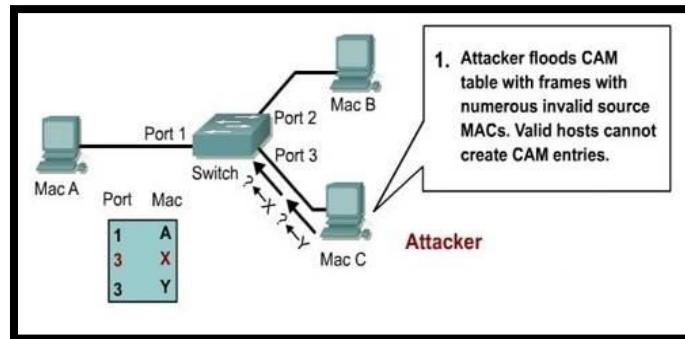 1. Attacker floods CAM
table with frames with
numerous invalid source
MACs. Valid hosts cannot
create CAM entries.
Mac B
Port 2
Port 1
Port 3
Switch
Mac A
?←X ?←Y
Mac C
Attacker
Port Mac
1 A
3 X
3 Y